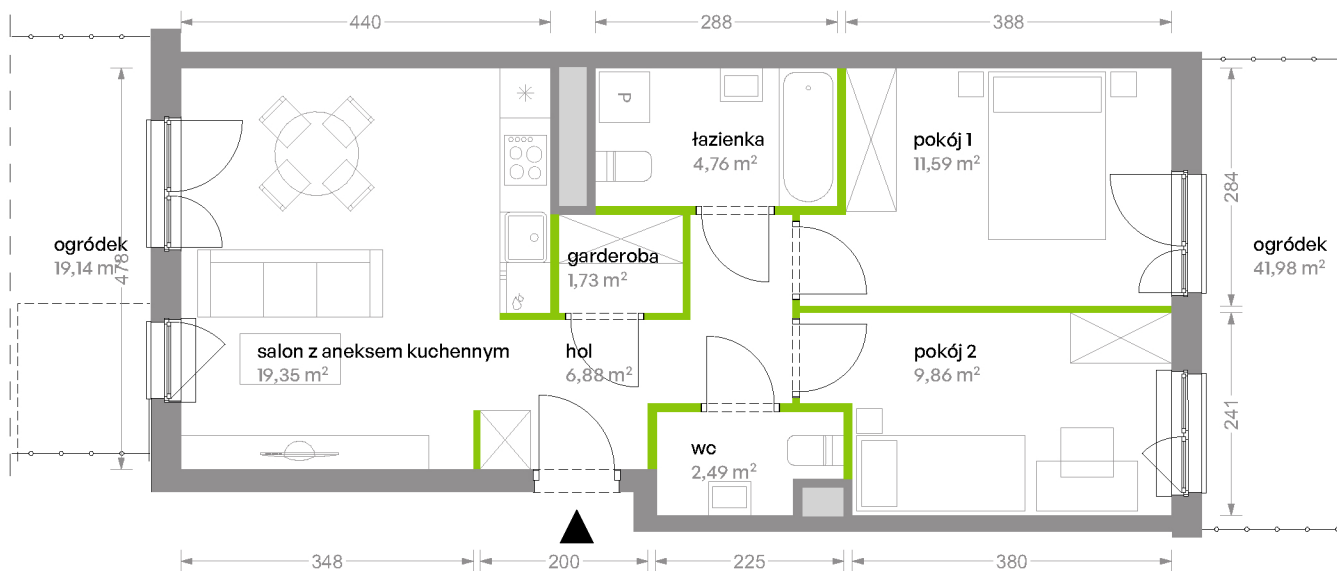 440
288
388
P
łazienka
4,76 m²
pokój 1
11,59 m²
284
ogródek
19,14 m²
478
garderoba
1,73 m²
ogródek
41,98 m²
salon z aneksem kuchennym
19,35 m²
hol
6,88 m²
pokój 2
9,86 m²
241
wc
2,49 m²
348
200
225
380